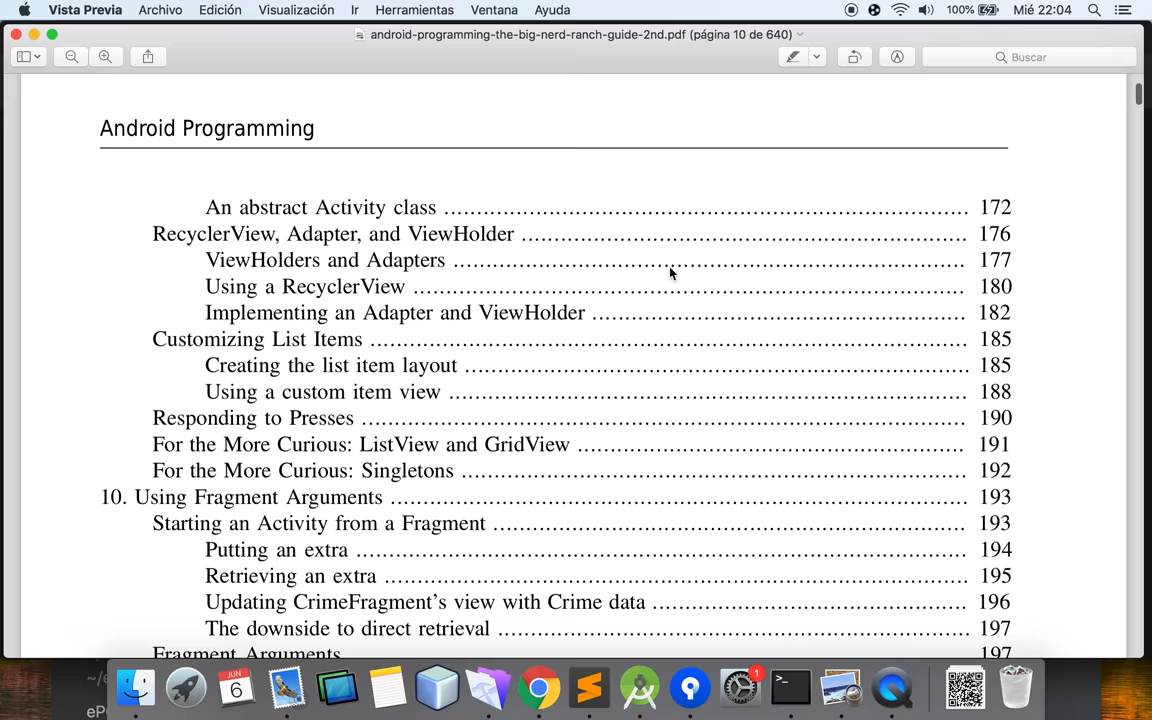 Vista Previa Archivo Edición Visualización Ir Herramientas Ventana Ayuda 100% Mié 22:04
android-programming-the-big-nerd-ranch-guide-2nd.pdf (página 10 de 640)
Buscar
Android Programming
An abstract Activity class ................................................................................ 172
RecyclerView, Adapter, and ViewHolder .................................................................... 176
ViewHolders and Adapters .............................................................................. 177
Using a RecyclerView .................................................................................... 180
Implementing an Adapter and ViewHolder ......................................................... 182
Customizing List Items ........................................................................................... 185
Creating the list item layout ............................................................................. 185
Using a custom item view ............................................................................... 188
Responding to Presses ............................................................................................ 190
For the More Curious: ListView and GridView ........................................................... 191
For the More Curious: Singletons ............................................................................. 192
10. Using Fragment Arguments ........................................................................................ 193
Starting an Activity from a Fragment ........................................................................ 193
Putting an extra ............................................................................................. 194
Retrieving an extra ......................................................................................... 195
Updating CrimeFragment's view with Crime data ................................................ 196
The downside to direct retrieval ........................................................................ 197
Fragment Arguments 197
~/e
eP
JUN
6
1
>_